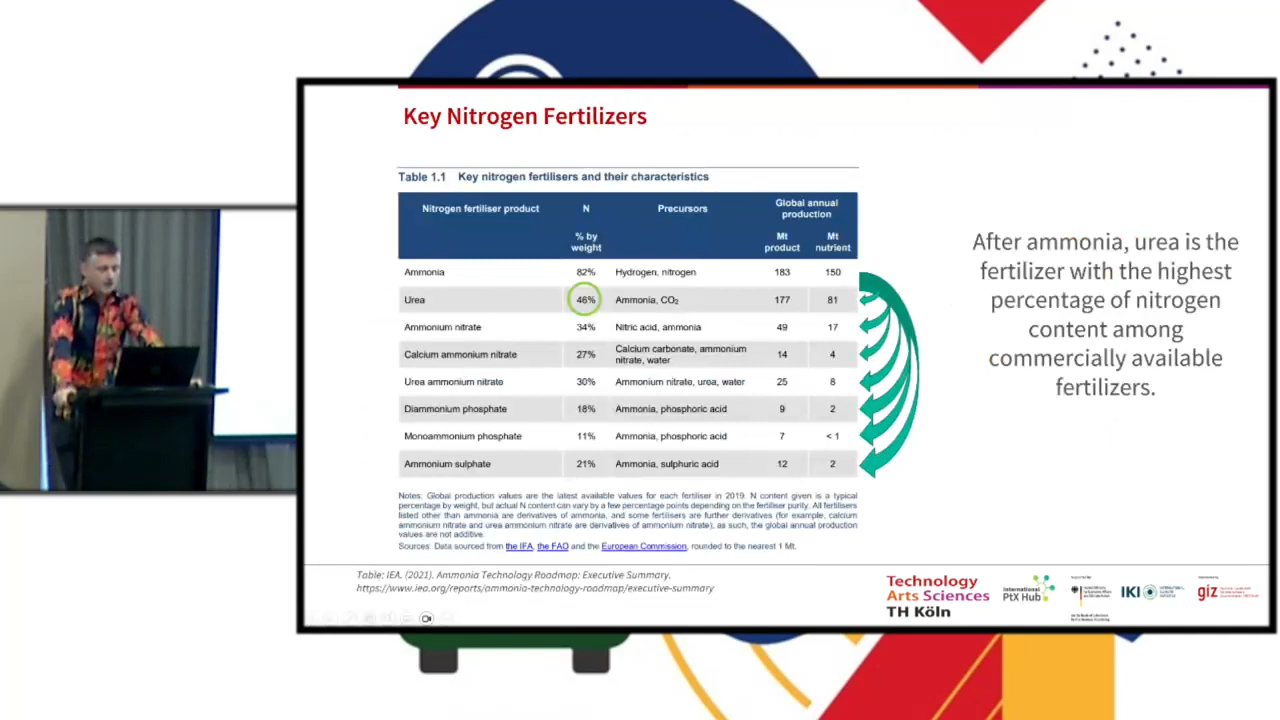 Key Nitrogen Fertilizers
Table 1.1 Key nitrogen fertilisers and their characteristics
Nitrogen fertiliser product N Precursors Global annual production
% by weight Mt product Mt nutrient
Ammonia 82% Hydrogen, nitrogen 183 150
Urea 46% Ammonia, CO₂ 177 81
Ammonium nitrate 34% Nitric acid, ammonia 49 17
Calcium ammonium nitrate 27% Calcium carbonate, ammonium nitrate, water 14 4
Urea ammonium nitrate 30% Ammonium nitrate, urea, water 25 8
Diammonium phosphate 18% Ammonia, phosphoric acid 9 2
Monoammonium phosphate 11% Ammonia, phosphoric acid 7 < 1
Ammonium sulphate 21% Ammonia, sulphuric acid 12 2
Notes: Global production values are the latest available values for each fertiliser in 2019. N content given is a typical
percentage by weight, but actual N content can vary by a few percentage points depending on the fertiliser purity. All fertilisers
listed other than ammonia are derivatives of ammonia, and some fertilisers are further derivatives (for example, calcium
ammonium nitrate and urea ammonium nitrate are derivatives of ammonium nitrate); as such, the global annual production
values are not additive.
Sources: Data sourced from the IFA, the FAO and the European Commission, rounded to the nearest 1 Mt.
After ammonia, urea is the
fertilizer with the highest
percentage of nitrogen
content among
commercially available
fertilizers.
Table: IEA. (2021). Ammonia Technology Roadmap: Executive Summary.
https://www.iea.org/reports/ammonia-technology-roadmap/executive-summary
Technology
Arts Sciences
TH Köln
International
PtX Hub
IKI
giz